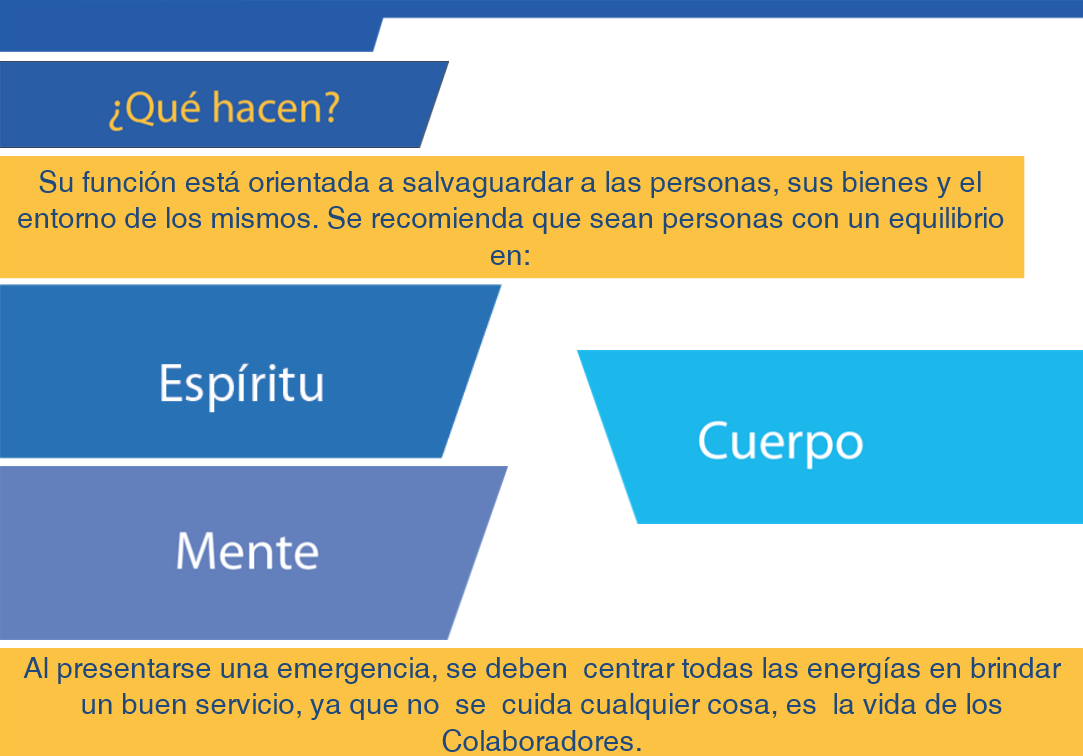 ¿Qué hacen?
Su función está orientada a salvaguardar a las personas, sus bienes y el
entorno de los mismos. Se recomienda que sean personas con un equilibrio
en:
Espíritu
Cuerpo
Mente
Al presentarse una emergencia, se deben  centrar todas las energías en brindar
un buen servicio, ya que no  se  cuida cualquier cosa, es  la vida de los
Colaboradores.